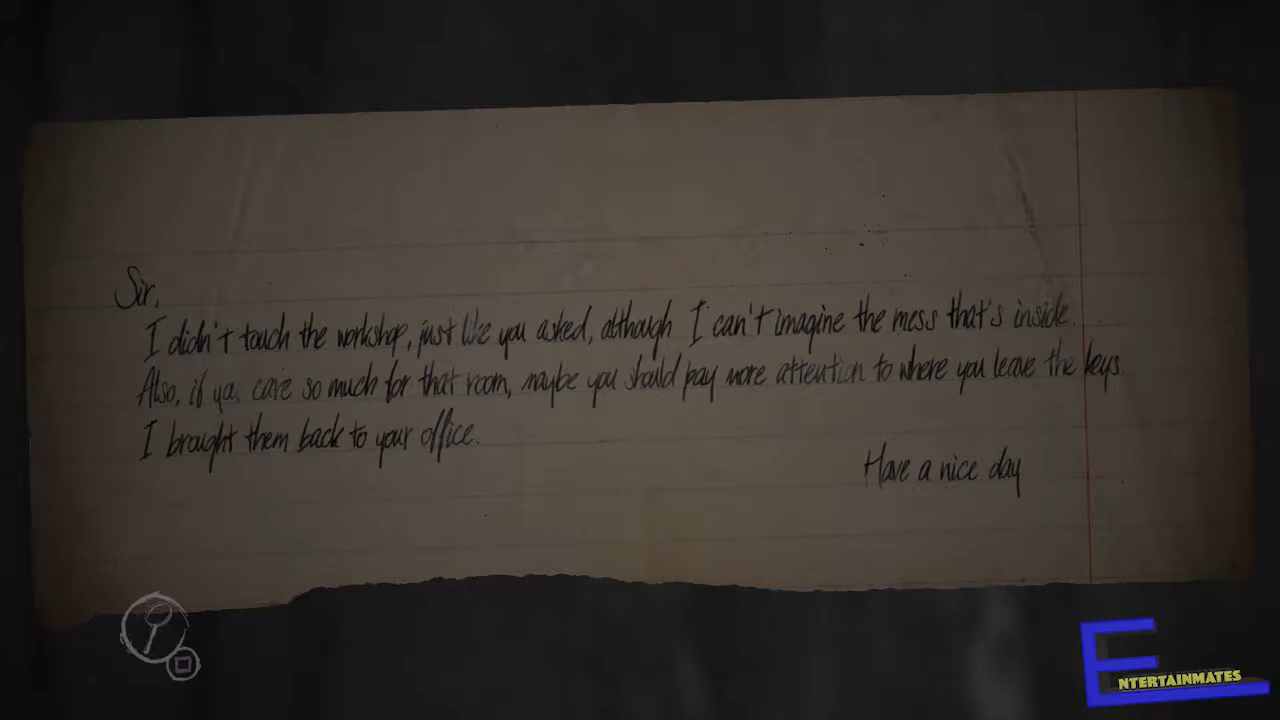 Sir,
I didn't touch the workshop, just like you asked, although I can't imagine the mess that's inside.
Also, if you care so much for that room, maybe you should pay more attention to where you leave the keys.
I brought them back to your office.
Have a nice day
ENTERTAINMATES